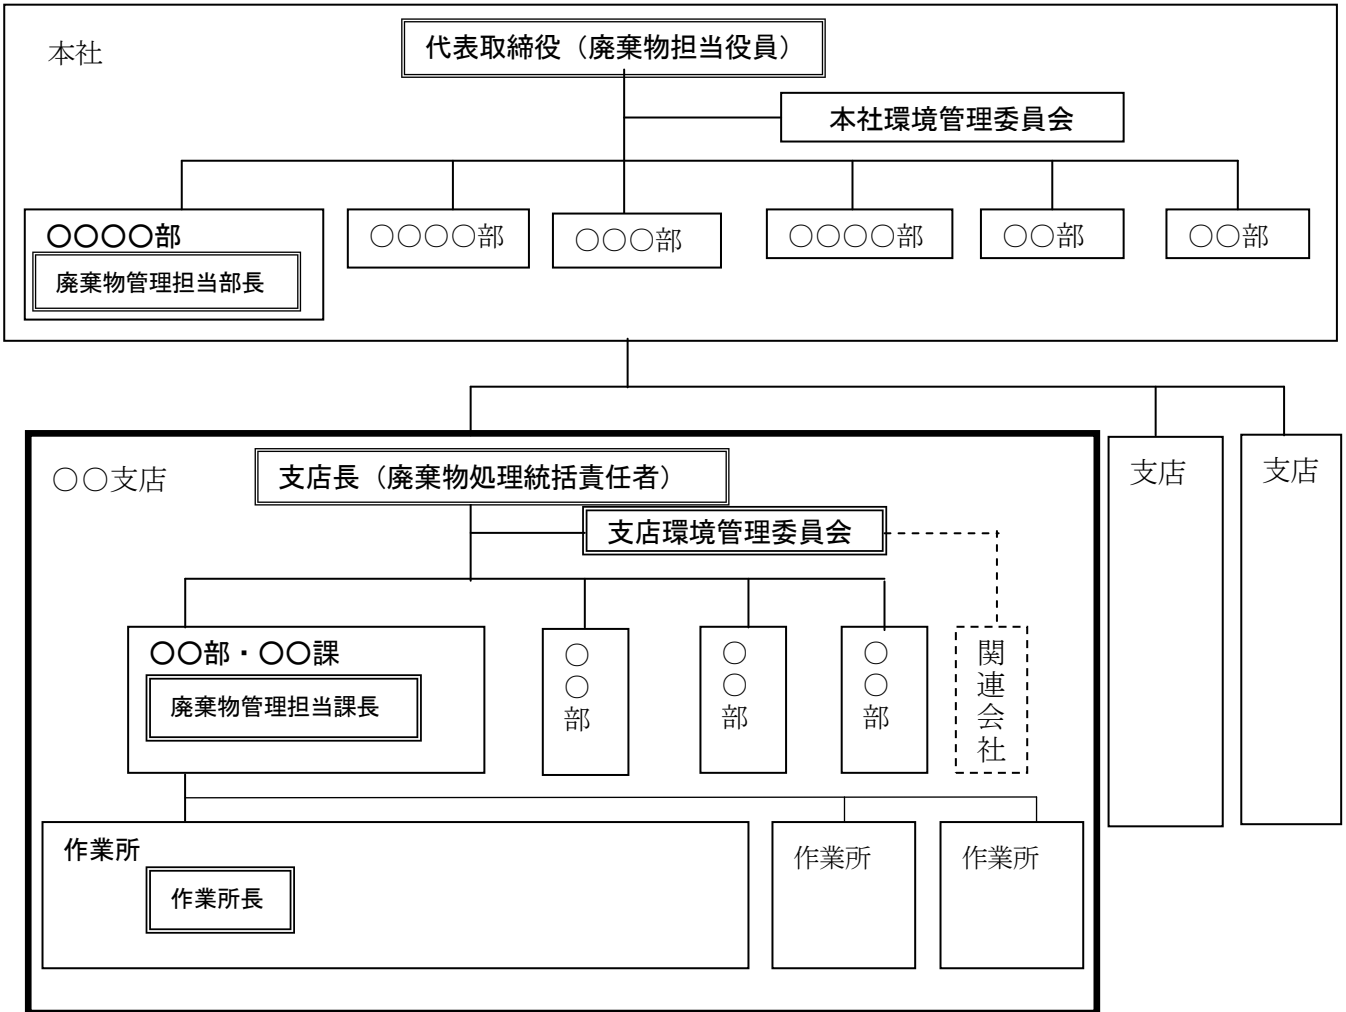 本社
代表取締役（廃棄物担当役員）
本社環境管理委員会
○○○○部
廃棄物管理担当部長
○○○○部
○○○部
○○○○部
○○部
○○部
○○支店
支店長（廃棄物処理統括責任者）
支店環境管理委員会
支店
支店
○○部・○○課
廃棄物管理担当課長
○○部
○○部
○○部
関連会社
作業所
作業所長
作業所
作業所